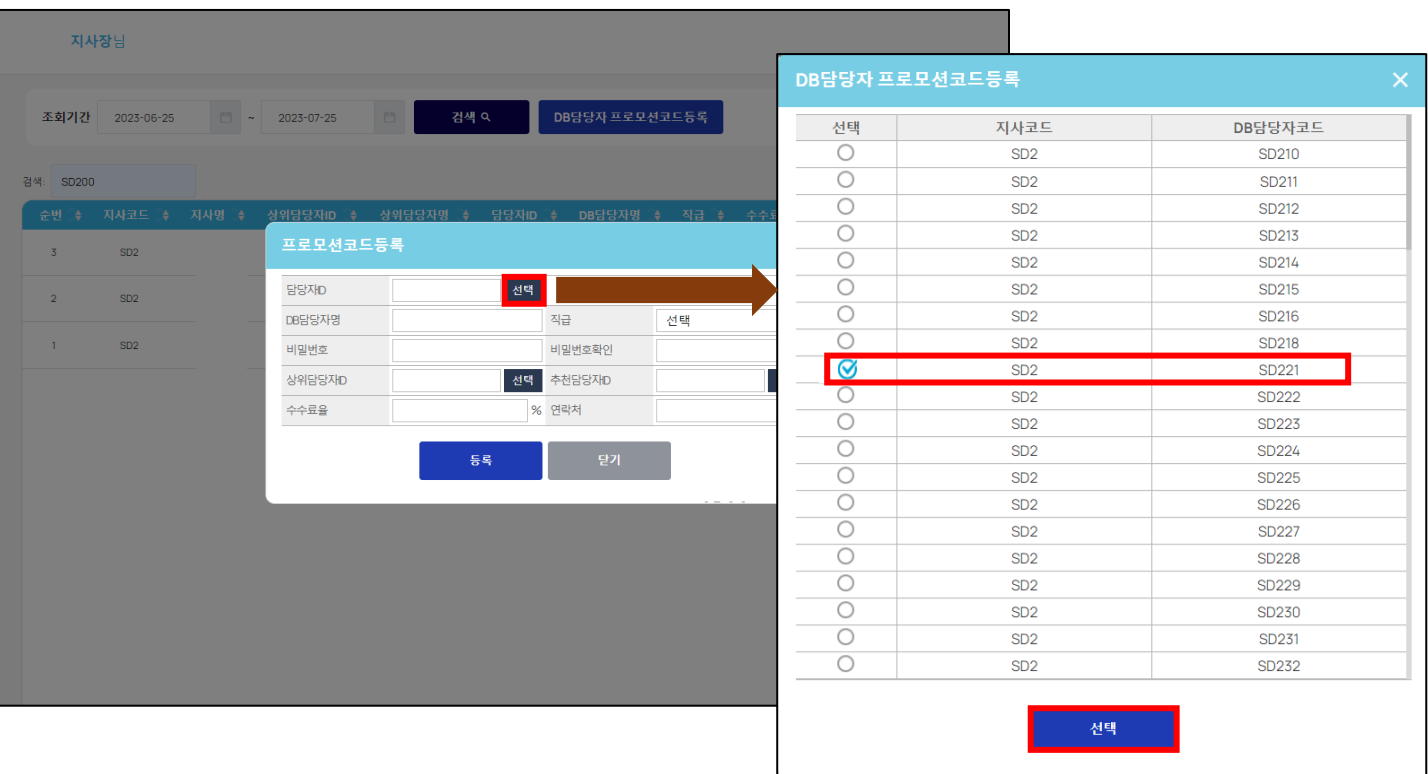 지사장님
조회기간 2023-06-25 ~ 2023-07-25 검색 DB담당자 프로모션코드등록
검색: SD200
순번 지사코드 지사명 상위담당자ID 상위담당자명 담당자ID DB담당자명 직급 수수료
3 SD2
2 SD2
1 SD2
프로모션코드등록
담당자ID 선택
DB담당자명 직급 선택
비밀번호 비밀번호확인
상위담당자ID 선택 추천담당자ID
수수료율 % 연락처
등록 닫기
DB담당자 프로모션코드등록
선택 지사코드 DB담당자코드
SD2 SD210
SD2 SD211
SD2 SD212
SD2 SD213
SD2 SD214
SD2 SD215
SD2 SD216
SD2 SD218
SD2 SD221
SD2 SD222
SD2 SD223
SD2 SD224
SD2 SD225
SD2 SD226
SD2 SD227
SD2 SD228
SD2 SD229
SD2 SD230
SD2 SD231
SD2 SD232
선택